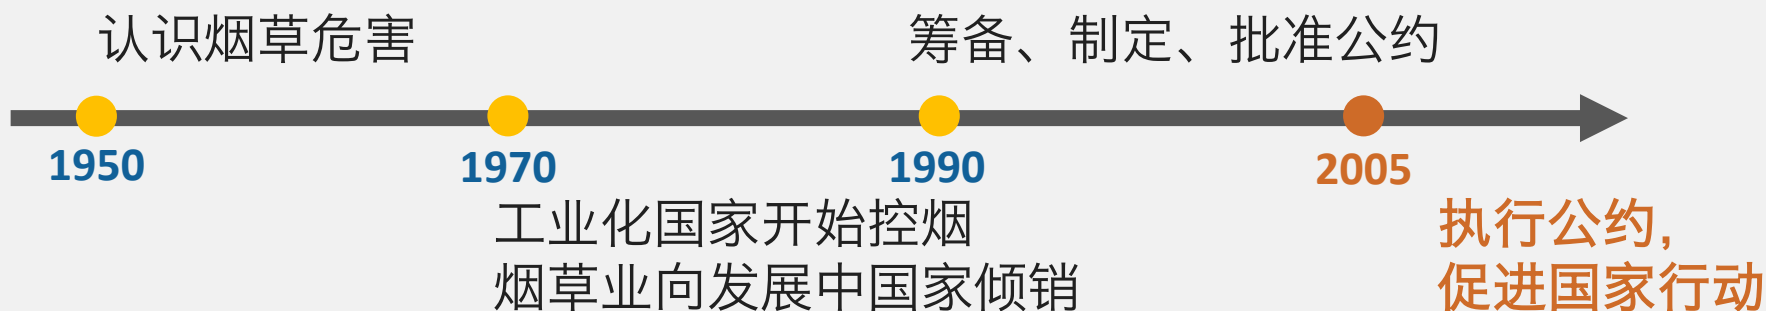 认识烟草危害
筹备、制定、批准公约
1950
1970
1990
2005
工业化国家开始控烟
烟草业向发展中国家倾销
执行公约，
促进国家行动